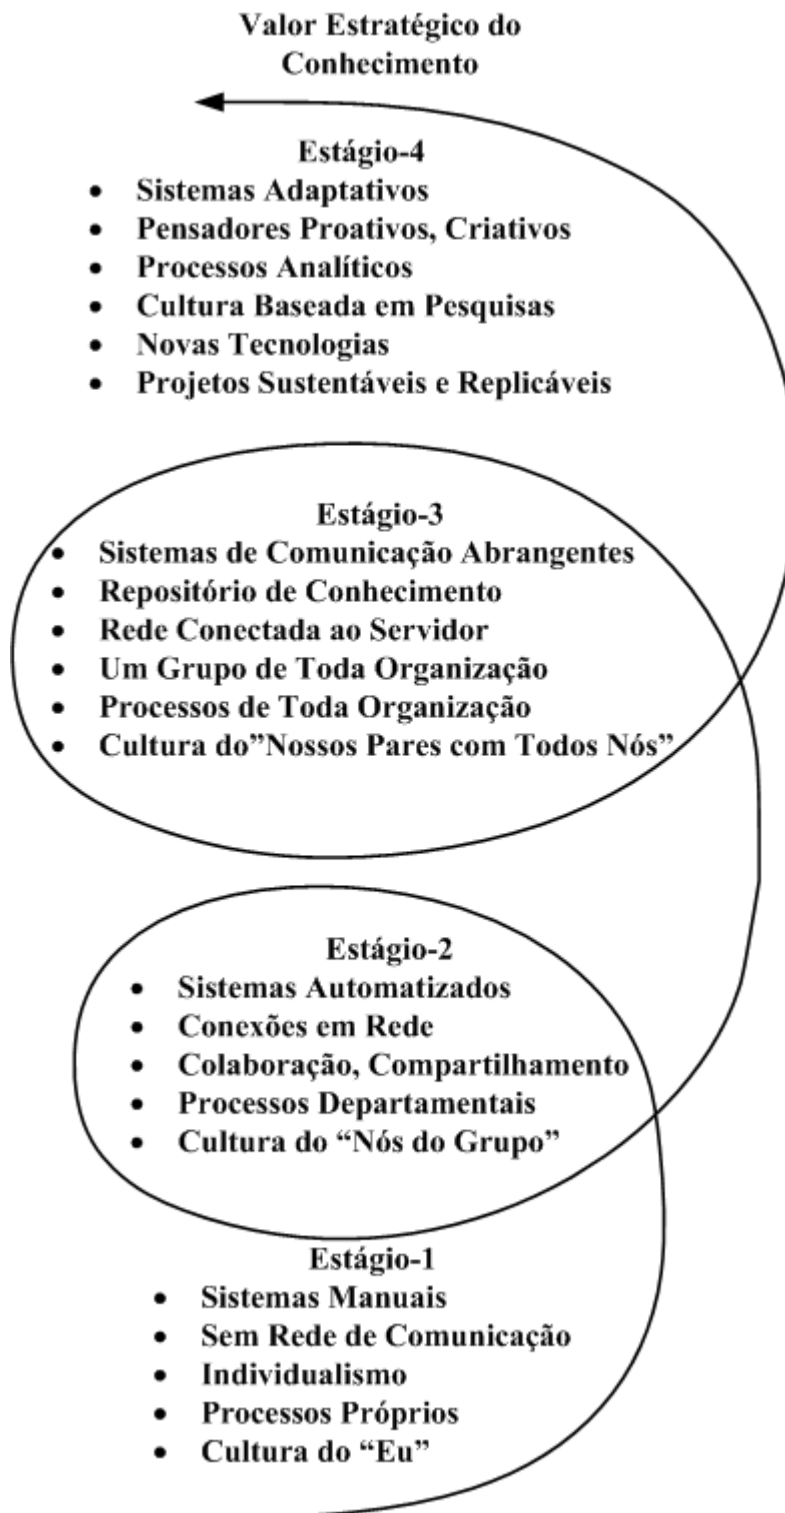 Valor Estratégico do
Conhecimento
Estágio-4
• Sistemas Adaptativos
• Pensadores Proativos, Criativos
• Processos Analíticos
• Cultura Baseada em Pesquisas
• Novas Tecnologias
• Projetos Sustentáveis e Replicáveis
Estágio-3
• Sistemas de Comunicação Abrangentes
• Repositório de Conhecimento
• Rede Conectada ao Servidor
• Um Grupo de Toda Organização
• Processos de Toda Organização
• Cultura do”Nossos Pares com Todos Nós”
Estágio-2
• Sistemas Automatizados
• Conexões em Rede
• Colaboração, Compartilhamento
• Processos Departamentais
• Cultura do “Nós do Grupo”
Estágio-1
• Sistemas Manuais
• Sem Rede de Comunicação
• Individualismo
• Processos Próprios
• Cultura do “Eu”